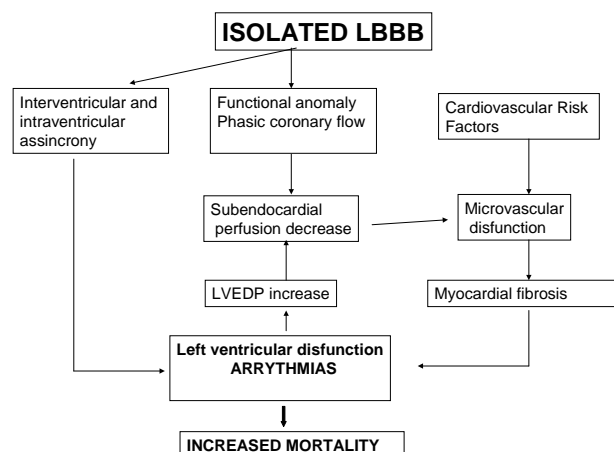 ISOLATED LBBB
Interventricular and
intraventricular
assincrony
Functional anomaly
Phasic coronary flow
Cardiovascular Risk
Factors
Subendocardial
perfusion decrease
Microvascular
disfunction
LVEDP increase
Myocardial fibrosis
Left ventricular disfunction
ARRYTHMIAS
INCREASED MORTALITY